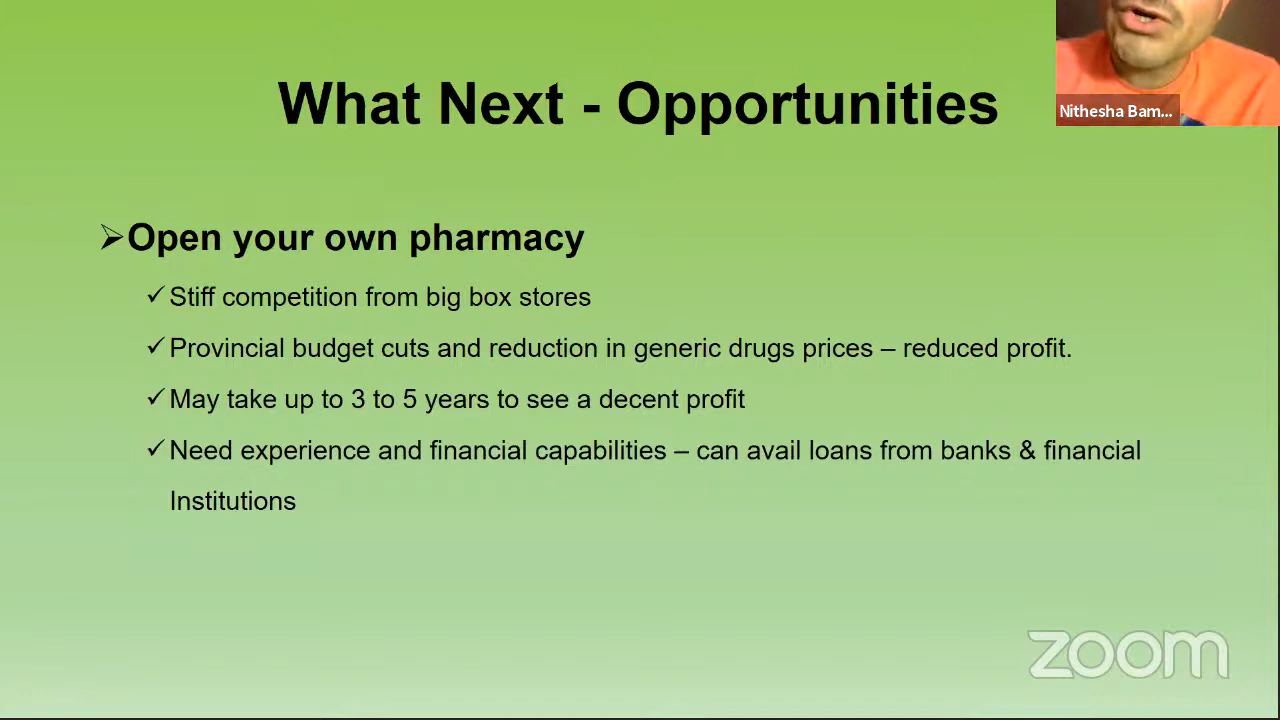 What Next - Opportunities
Nithesha Bam...
➢Open your own pharmacy
✓Stiff competition from big box stores
✓Provincial budget cuts and reduction in generic drugs prices – reduced profit.
✓May take up to 3 to 5 years to see a decent profit
✓Need experience and financial capabilities – can avail loans from banks & financial
Institutions
zoom